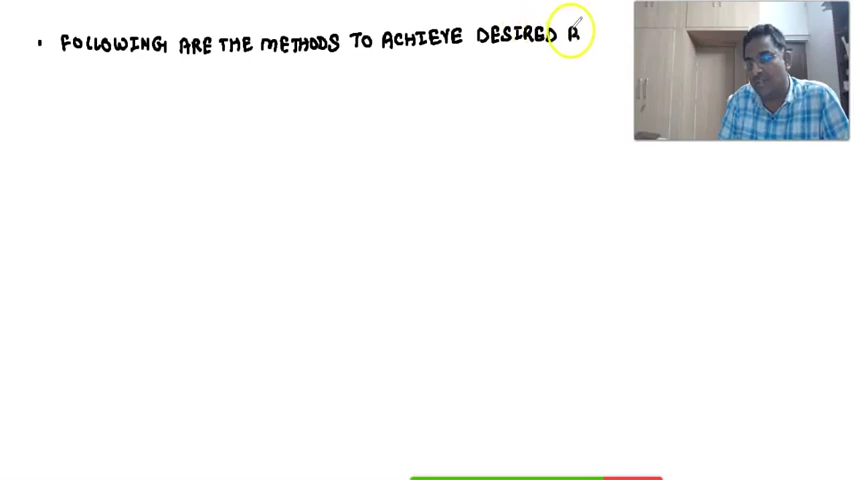 . FOLLOWING ARE THE METHODS TO ACHIEVE DESIRED